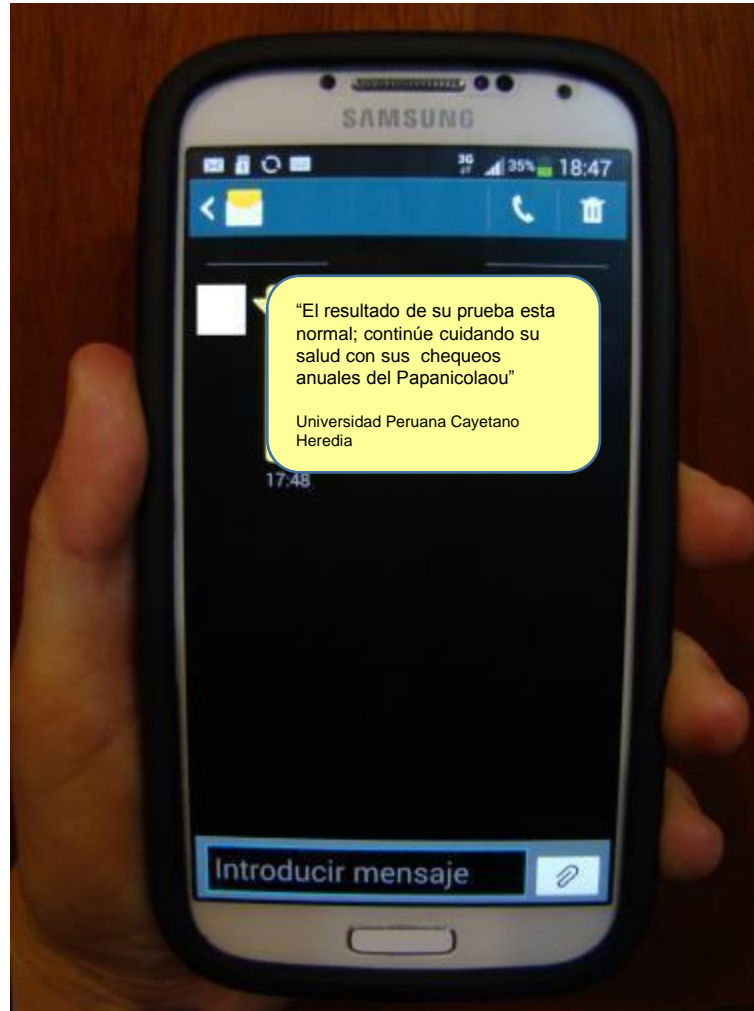 SAMSUNG
3G 35% 18:47
“El resultado de su prueba esta
normal; continúe cuidando su
salud con sus chequeos
anuales del Papanicolaou”
Universidad Peruana Cayetano
Heredia
17:48
Introducir mensaje